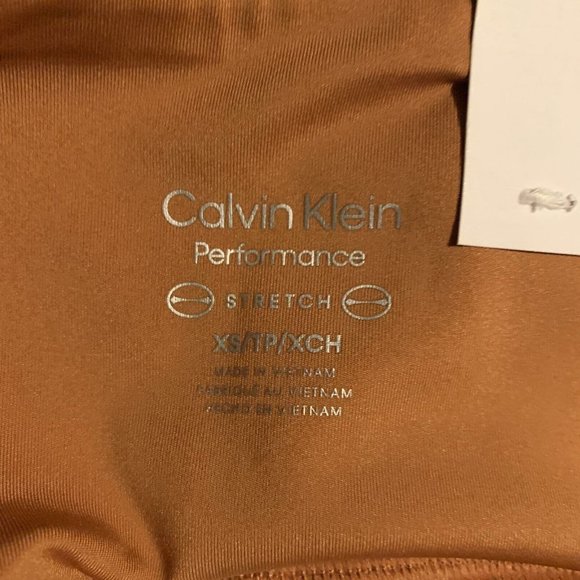 Calvin Klein
Performance
STRETCH
XS/TP/XCH
MADE IN VIETNAM
FABRIQUÉ AU VIETNAM
HECHO EN VIETNAM